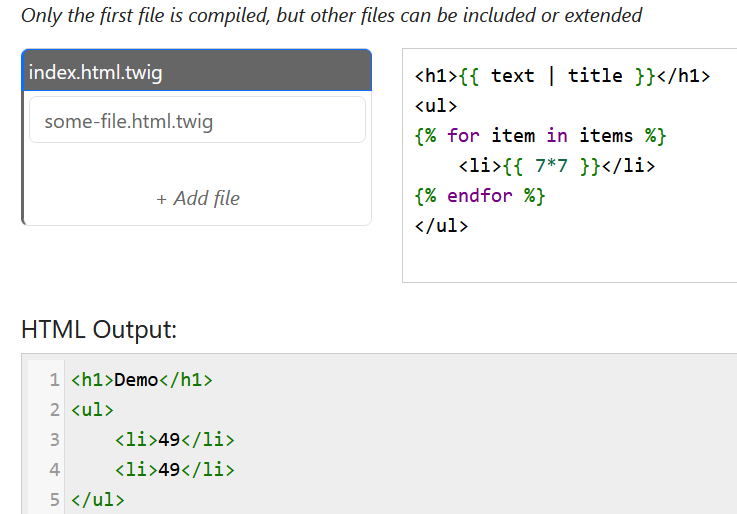 Only the first file is compiled, but other files can be included or extended
index.html.twig
some-file.html.twig
+ Add file
<h1>{{ text | title }}</h1>
<ul>
{% for item in items %}
    <li>{{ 7*7 }}</li>
{% endfor %}
</ul>
HTML Output:
1 <h1>Demo</h1>
2 <ul>
3     <li>49</li>
4     <li>49</li>
5 </ul>